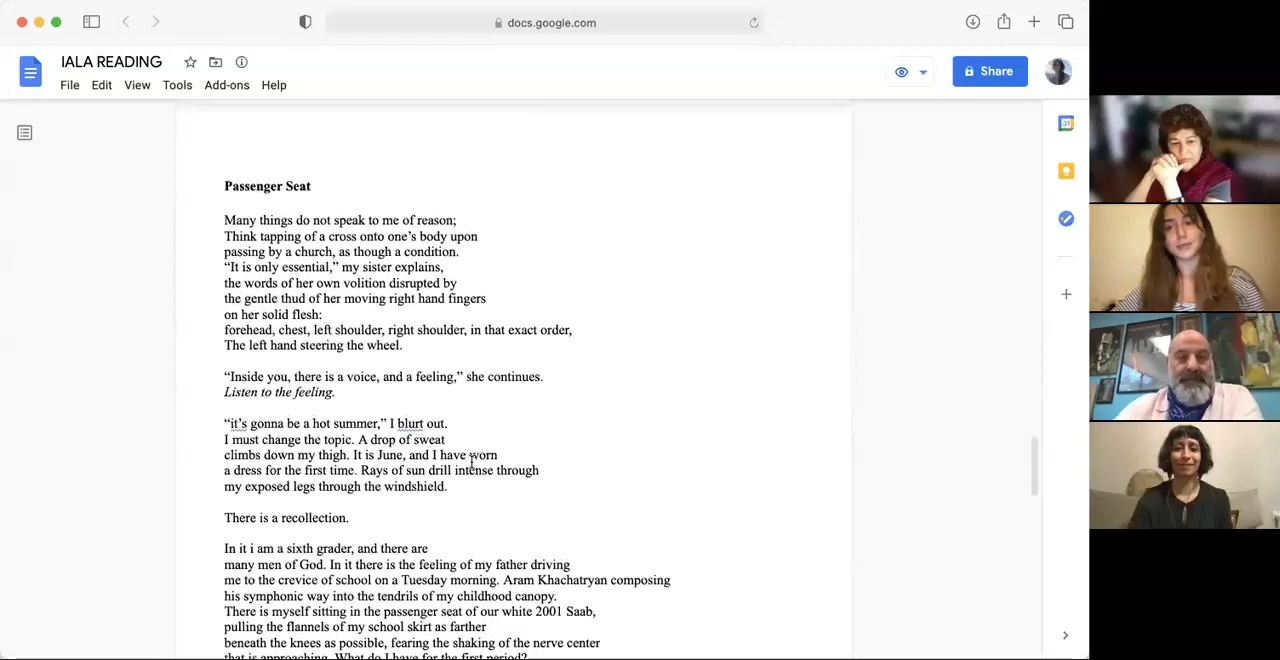 docs.google.com
IALA READING
File Edit View Tools Add-ons Help
Share
31
Passenger Seat
Many things do not speak to me of reason;
Think tapping of a cross onto one’s body upon
passing by a church, as though a condition.
“It is only essential,” my sister explains,
the words of her own volition disrupted by
the gentle thud of her moving right hand fingers
on her solid flesh:
forehead, chest, left shoulder, right shoulder, in that exact order,
The left hand steering the wheel.
“Inside you, there is a voice, and a feeling,” she continues.
Listen to the feeling.
“it’s gonna be a hot summer,” I blurt out.
I must change the topic. A drop of sweat
climbs down my thigh. It is June, and I have worn
a dress for the first time. Rays of sun drill intense through
my exposed legs through the windshield.
There is a recollection.
In it i am a sixth grader, and there are
many men of God. In it there is the feeling of my father driving
me to the crevice of school on a Tuesday morning. Aram Khachatryan composing
his symphonic way into the tendrils of my childhood canopy.
There is myself sitting in the passenger seat of our white 2001 Saab,
pulling the flannels of my school skirt as farther
beneath the knees as possible, fearing the shaking of the nerve center
that is approaching. What do I have for the first period?